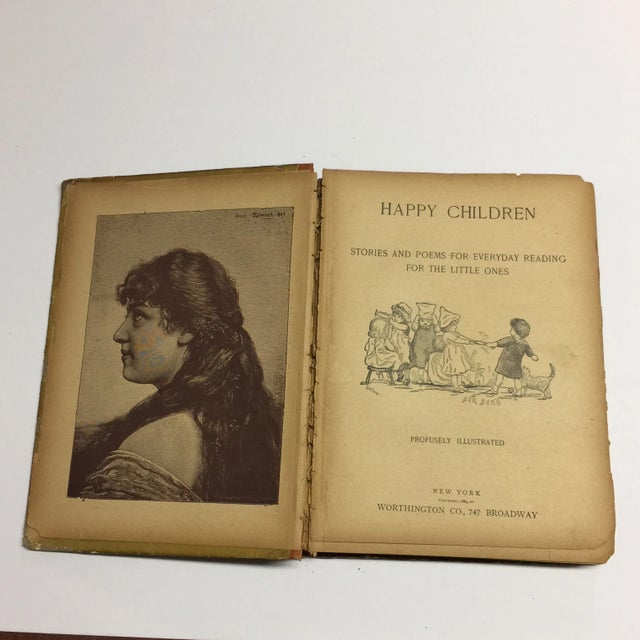 HAPPY CHILDREN
STORIES AND POEMS FOR EVERYDAY READING
FOR THE LITTLE ONES
PROFUSELY ILLUSTRATED
NEW YORK
WORTHINGTON CO., 747 BROADWAY